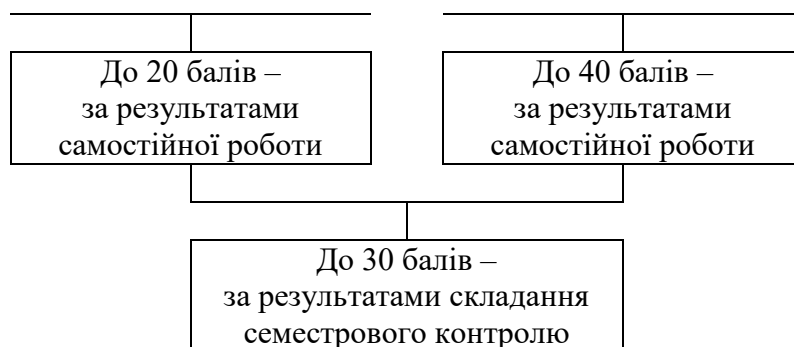 До 20 балів –
за результатами
самостійної роботи
До 40 балів –
за результатами
самостійної роботи
До 30 балів –
за результатами складання
семестрового контролю